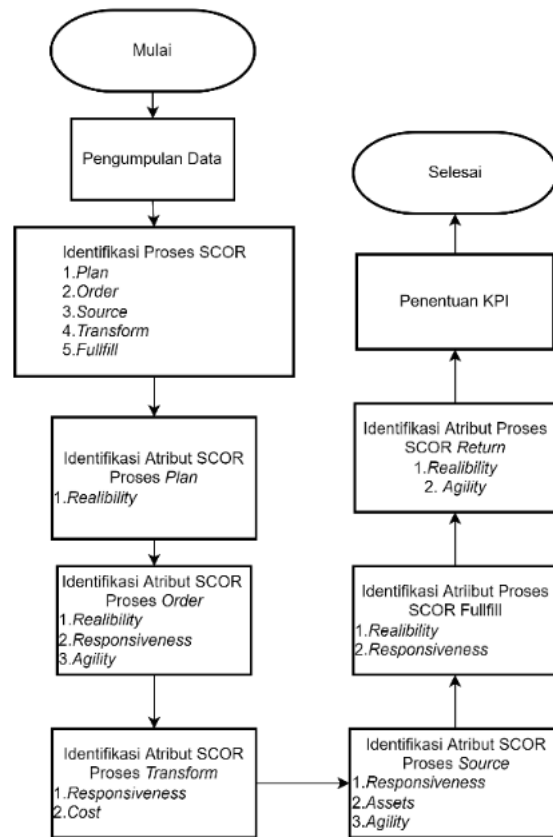 Mulai
Pengumpulan Data
Identifikasi Proses SCOR
1.Plan
2.Order
3.Source
4.Transform
5.Fullfill
Identifikasi Atribut SCOR
Proses Plan
1.Realibility
Identifikasi Atribut SCOR
Proses Order
1.Realibility
2.Responsiveness
3.Agility
Identifikasi Atribut SCOR
Proses Transform
1.Responsiveness
2.Cost
Identifikasi Atribut SCOR
Proses Source
1.Responsiveness
2.Assets
3.Agility
Identifikasi Atriibut Proses
SCOR Fullfill
1.Realibility
2.Responsiveness
Identifikasi Atribut Proses
SCOR Return
1.Realibility
2. Agility
Penentuan KPI
Selesai